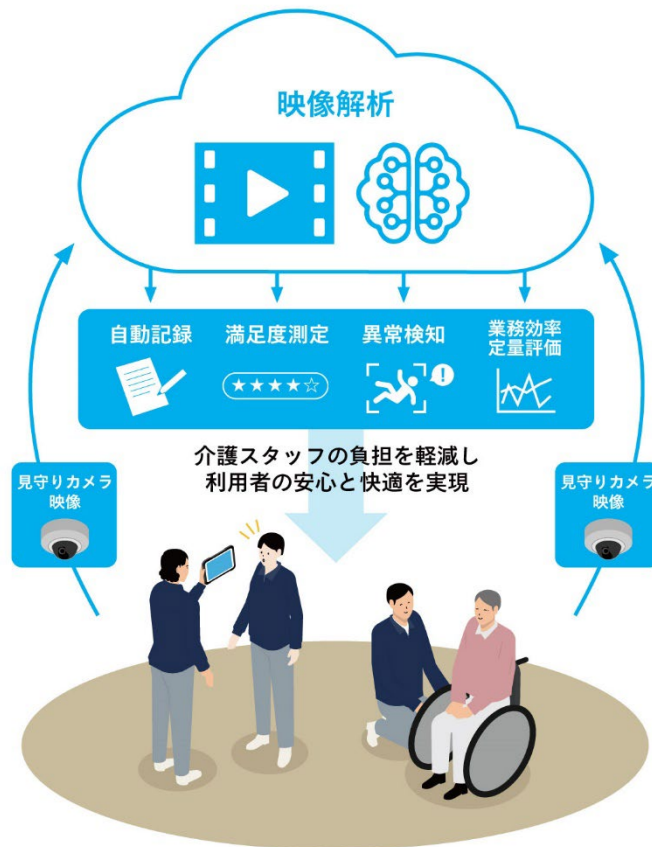 映像解析
自動記録
満足度測定
異常検知
業務効率
定量評価
介護スタッフの負担を軽減し
利用者の安心と快適を実現
見守りカメラ
映像
見守りカメラ
映像